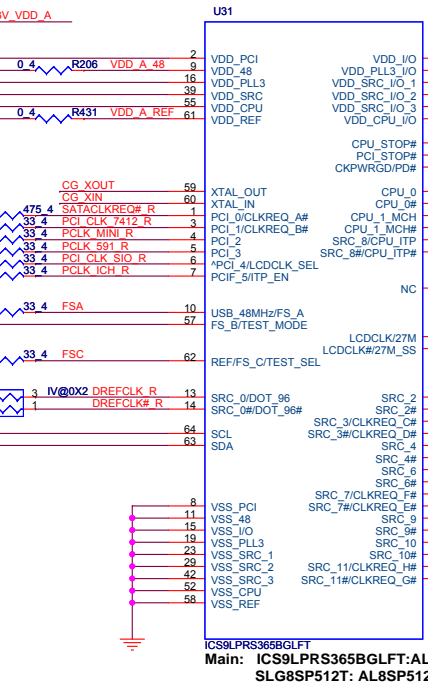 U31
3V_VDD_A
2 VDD_PCI VDD_I/O
0_4 R206 VDD_A_48 9 VDD_48 VDD_PLL3_I/O
16 VDD_PLL3 VDD_SRC_I/O_1
39 VDD_SRC VDD_SRC_I/O_2
55 VDD_CPU VDD_SRC_I/O_3
0_4 R431 VDD_A_REF 61 VDD_REF VDD_CPU_I/O
CPU_STOP#
PCI_STOP#
CKPWRGD/PD#
CG_XOUT 59 XTAL_OUT CPU_0
CG_XIN 60 XTAL_IN CPU_0#
475_4 SATACLKREQ#_R 1 PCI_0/CLKREQ_A# CPU_1_MCH
33_4 PCI_CLK_7412_R 3 PCI_1/CLKREQ_B# CPU_1_MCH#
33_4 PCLK_MINI_R 4 PCI_2 SRC_8/CPU_ITP
33_4 PCLK_591_R 5 PCI_3 SRC_8#/CPU_ITP#
33_4 PCI_CLK_SIO_R 6 ^PCI_4/LCDCLK_SEL
33_4 PCLK_ICH_R 7 PCIF_5/ITP_EN
NC
33_4 FSA 10 USB_48MHz/FS_A
57 FS_B/TEST_MODE
LCDCLK/27M
LCDCLK#/27M_SS
33_4 FSC 62 REF/FS_C/TEST_SEL
3 IV@0X2 DREFCLK_R 13 SRC_0/DOT_96 SRC_2
1 DREFCLK#_R 14 SRC_0#/DOT_96# SRC_2#
SRC_3/CLKREQ_C#
64 SCL SRC_3#/CLKREQ_D#
63 SDA SRC_4
SRC_4#
SRC_6
SRC_6#
SRC_7/CLKREQ_F#
8 VSS_PCI SRC_7#/CLKREQ_E#
11 VSS_48 SRC_9
15 VSS_I/O SRC_9#
19 VSS_PLL3 SRC_10
23 VSS_SRC_1 SRC_10#
29 VSS_SRC_2 SRC_11/CLKREQ_H#
42 VSS_SRC_3 SRC_11#/CLKREQ_G#
52 VSS_CPU
58 VSS_REF
ICS9LPRS365BGLFT
Main: ICS9LPRS365BGLFT:AL
SLG8SP512T: AL8SP512